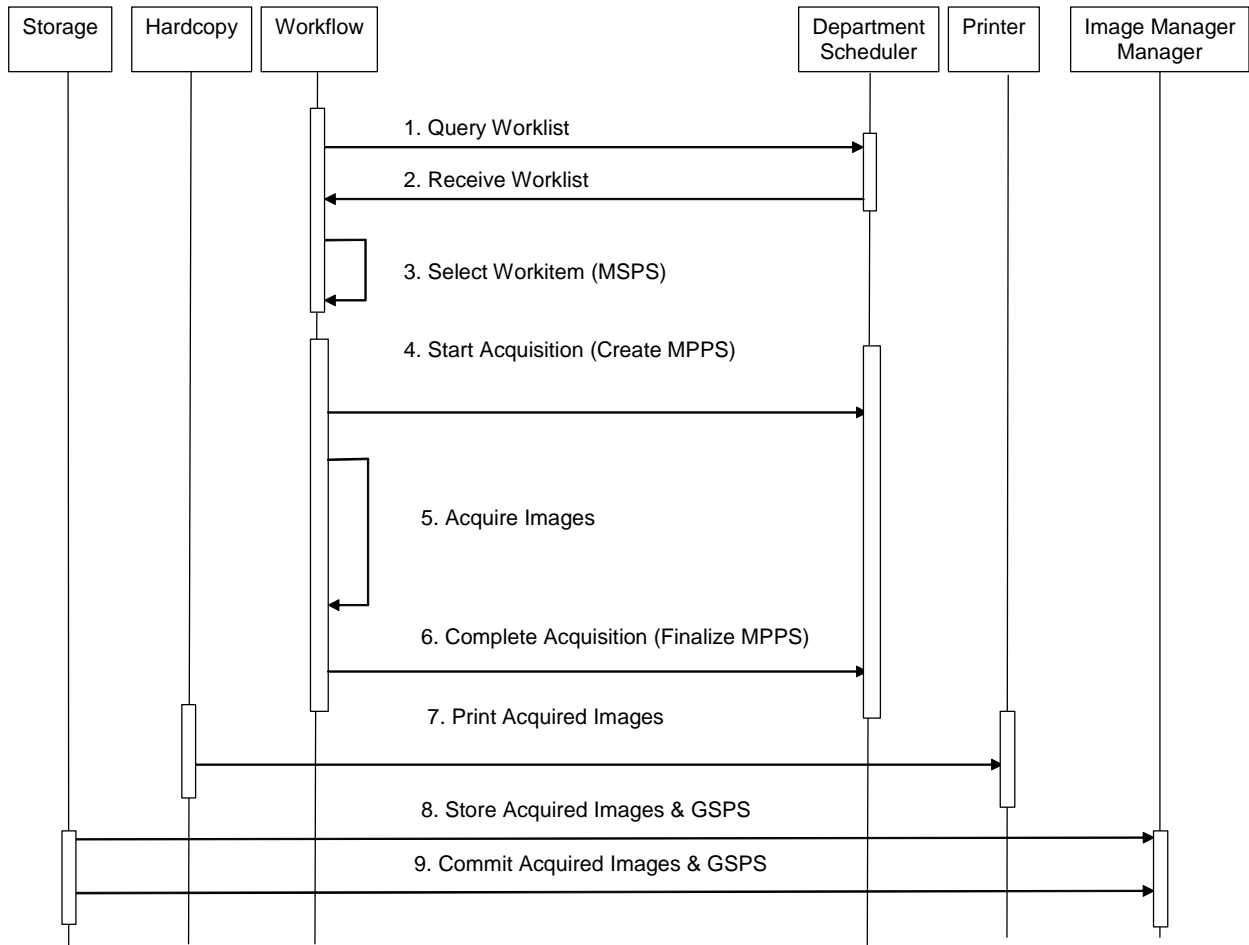 Storage
Hardcopy
Workflow
Department
Scheduler
Printer
Image Manager
Manager
1. Query Worklist
2. Receive Worklist
3. Select Workitem (MSPS)
4. Start Acquisition (Create MPPS)
5. Acquire Images
6. Complete Acquisition (Finalize MPPS)
7. Print Acquired Images
8. Store Acquired Images & GSPS
9. Commit Acquired Images & GSPS